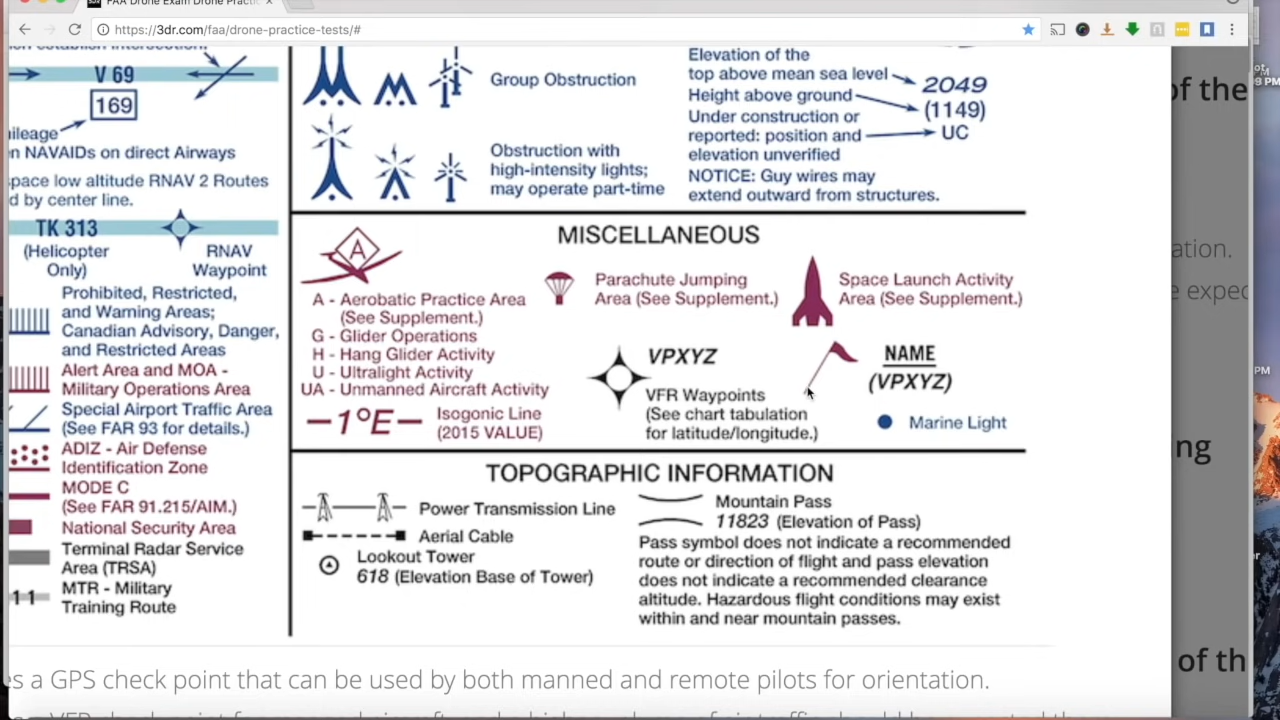 FAA Drone Exam Drone Practi
https://3dr.com/faa/drone-practice-tests/#
V 69
169
mileage
n NAVAIDs on direct Airways
space low altitude RNAV 2 Routes
d by center line.
TK 313
(Helicopter
Only)
RNAV
Waypoint
Prohibited, Restricted,
and Warning Areas;
Canadian Advisory, Danger,
and Restricted Areas
Alert Area and MOA -
Military Operations Area
Special Airport Traffic Area
(See FAR 93 for details.)
ADIZ - Air Defense
Identification Zone
MODE C
(See FAR 91.215/AIM.)
National Security Area
Terminal Radar Service
Area (TRSA)
11
MTR - Military
Training Route
Group Obstruction
Obstruction with
high-intensity lights;
may operate part-time
Elevation of the
top above mean sea level
2049
Height above ground
(1149)
Under construction or
reported: position and
UC
elevation unverified
NOTICE: Guy wires may
extend outward from structures.
MISCELLANEOUS
A
A - Aerobatic Practice Area
(See Supplement.)
G - Glider Operations
H - Hang Glider Activity
U - Ultralight Activity
UA - Unmanned Aircraft Activity
1°E
Isogonic Line
(2015 VALUE)
Parachute Jumping
Area (See Supplement.)
Space Launch Activity
Area (See Supplement.)
VPXYZ
VFR Waypoints
(See chart tabulation
for latitude/longitude.)
NAME
(VPXYZ)
Marine Light
TOPOGRAPHIC INFORMATION
Power Transmission Line
Aerial Cable
Lookout Tower
618 (Elevation Base of Tower)
Mountain Pass
11823 (Elevation of Pass)
Pass symbol does not indicate a recommended
route or direction of flight and pass elevation
does not indicate a recommended clearance
altitude. Hazardous flight conditions may exist
within and near mountain passes.
es a GPS check point that can be used by both manned and remote pilots for orientation.
of the
ation.
e expec
ng
of th
PM